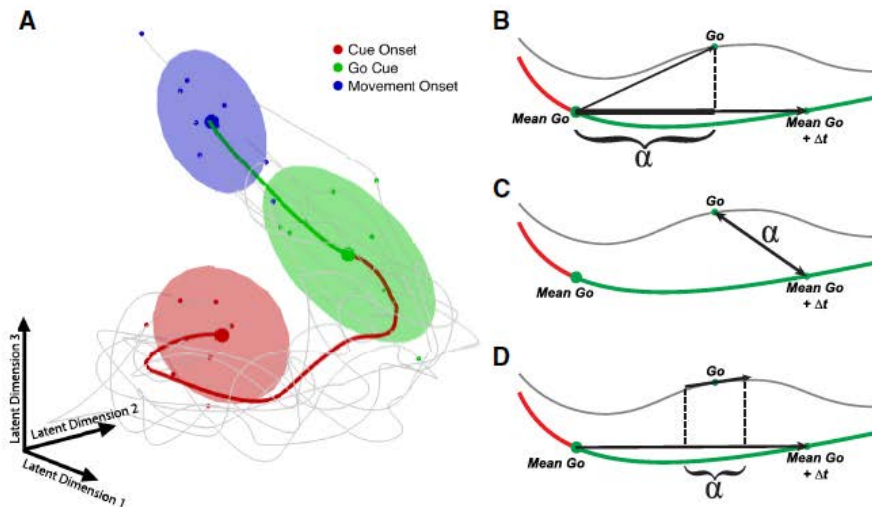 A
Cue Onset
Go Cue
Movement Onset
Latent Dimension 3
Latent Dimension 2
Latent Dimension 1
B
Go
Mean Go
Mean Go
+ Δt
α
C
Go
α
Mean Go
Mean Go
+ Δt
D
Go
Mean Go
Mean Go
+ Δt
α